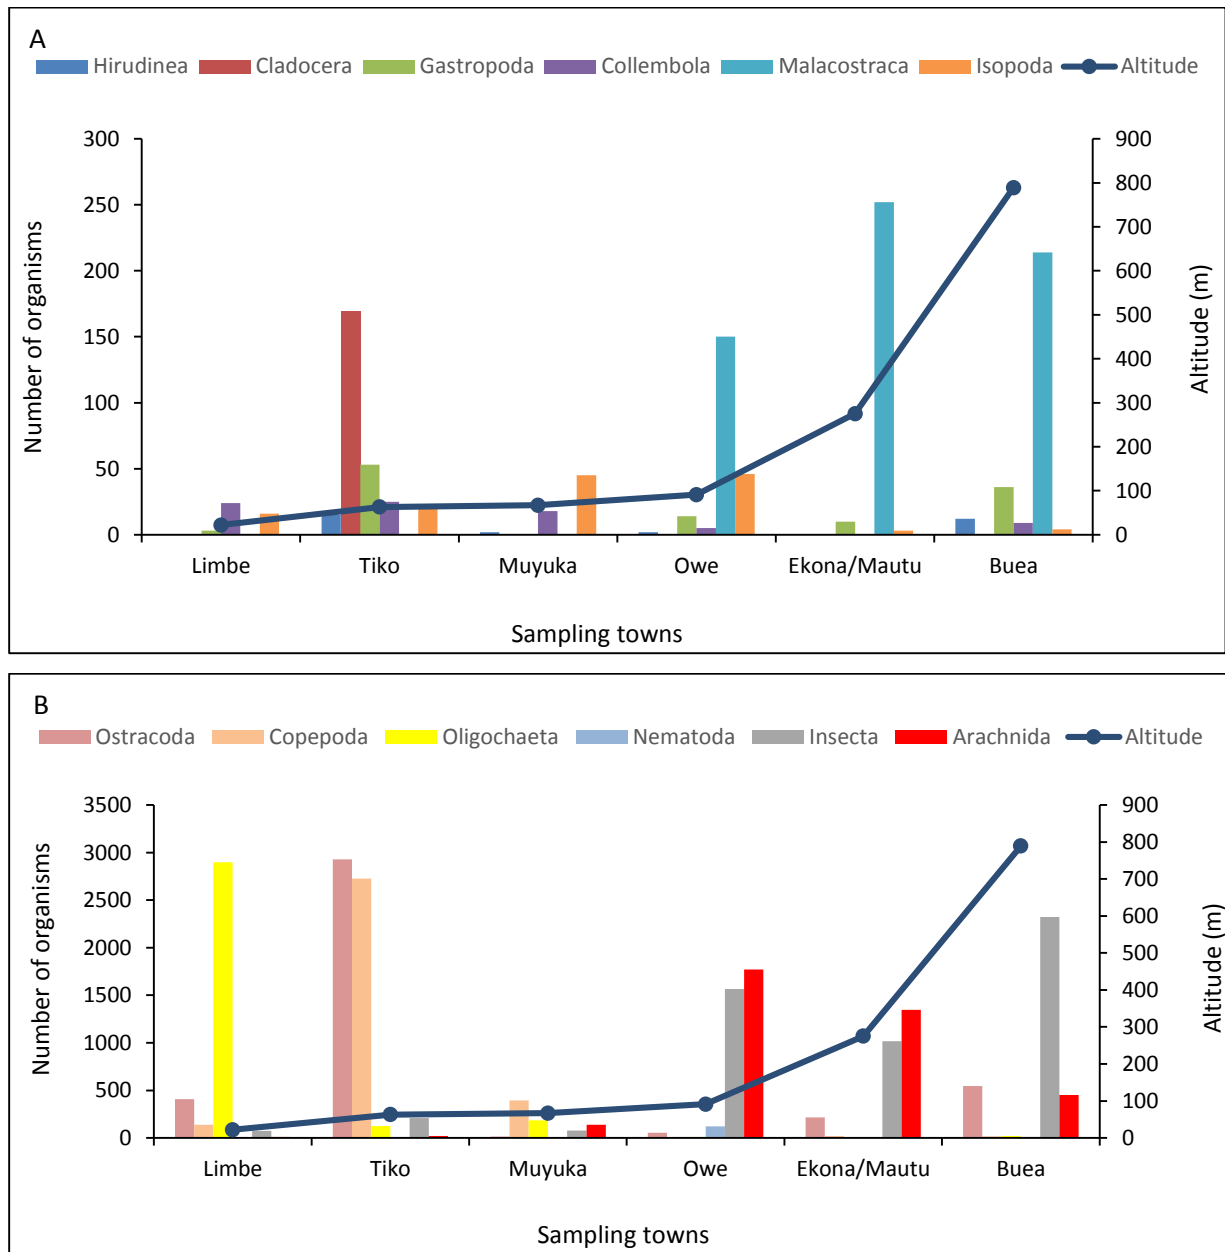 A
Hirudinea Cladocera Gastropoda Collembola Malacostraca Isopoda Altitude
300 900
250 800
200 700
150 600
100 500
50 400
0 300
200
100
0
Number of organisms
Altitude (m)
Limbe Tiko Muyuka Owe Ekona/Mautu Buea
Sampling towns
B
Ostracoda Copepoda Oligochaeta Nematoda Insecta Arachnida Altitude
3500 900
3000 800
2500 700
2000 600
1500 500
1000 400
500 300
0 200
100
0
Number of organisms
Altitude (m)
Limbe Tiko Muyuka Owe Ekona/Mautu Buea
Sampling towns